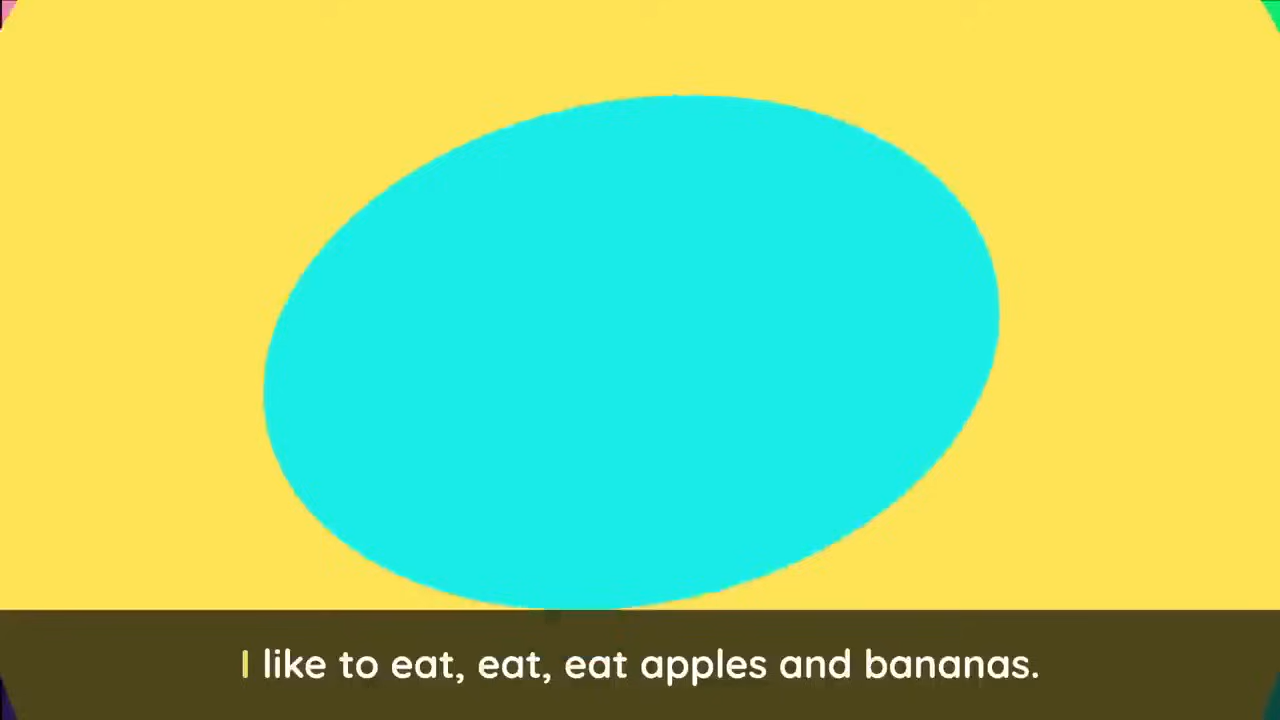 I like to eat, eat, eat apples and bananas.